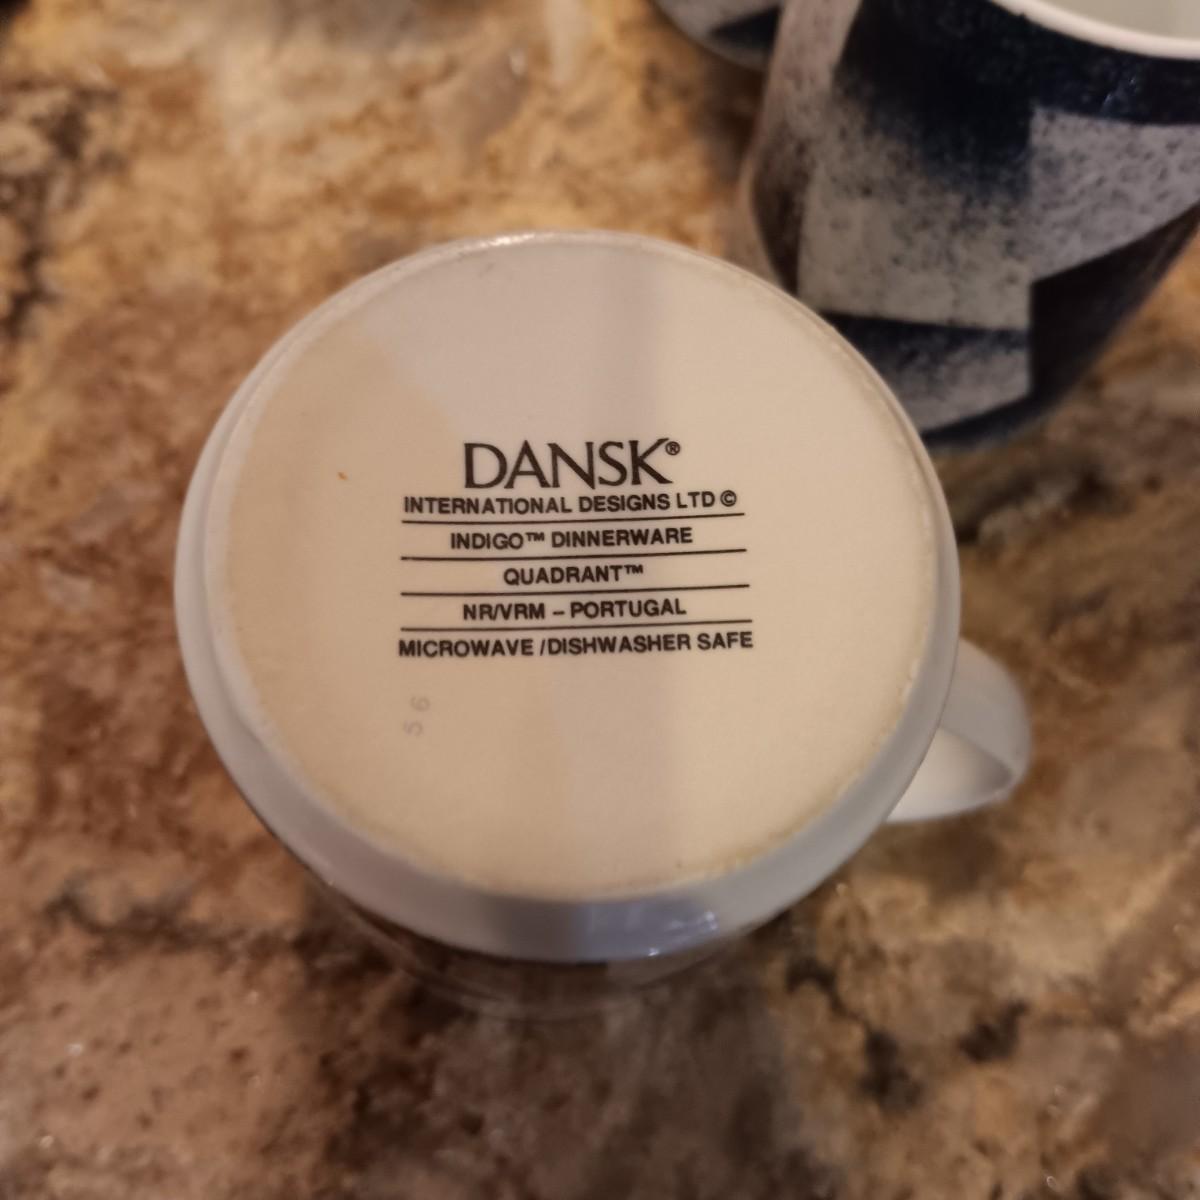 DANSK®
INTERNATIONAL DESIGNS LTD ©
INDIGO™ DINNERWARE
QUADRANT™
NR/VRM – PORTUGAL
MICROWAVE /DISHWASHER SAFE
56